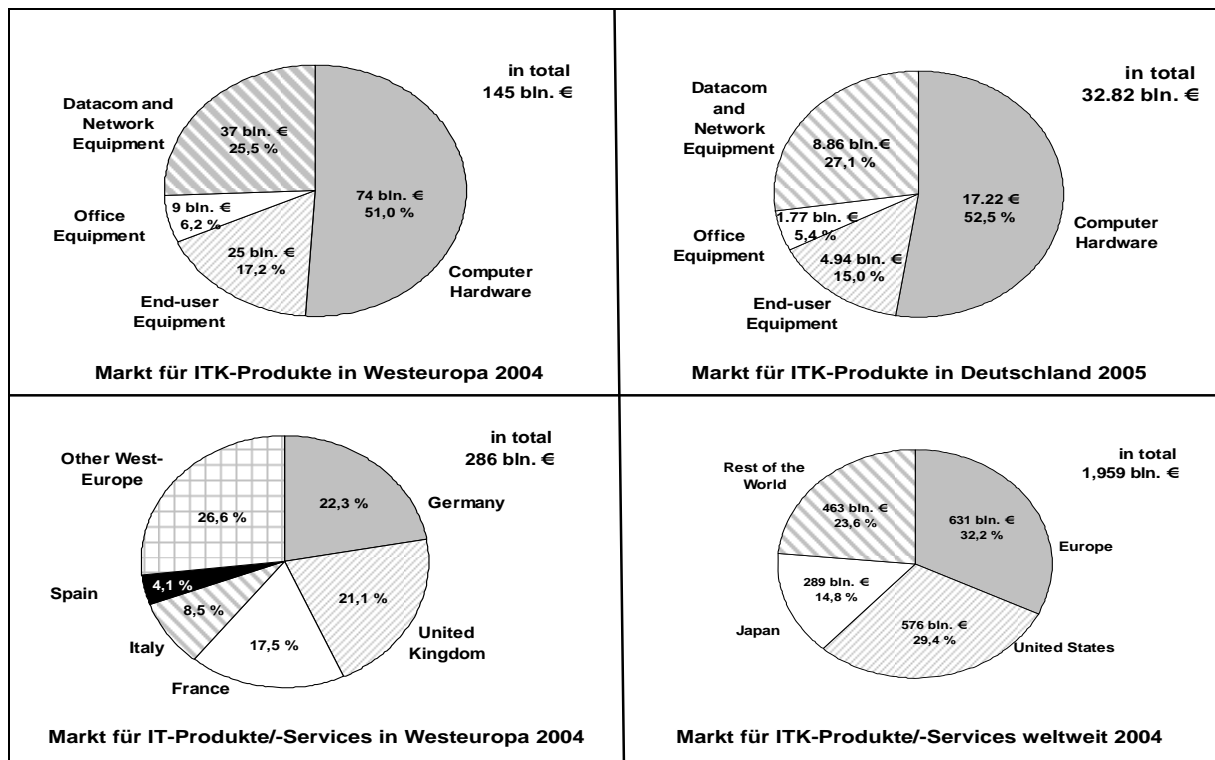 in total
145 bln. €
Datacom and
Network
Equipment
37 bln. €
25,5 %
74 bln. €
51,0 %
9 bln. €
6,2 %
Office
Equipment
25 bln. €
17,2 %
Computer
Hardware
End-user
Equipment
Markt für ITK-Produkte in Westeuropa 2004
in total
32.82 bln. €
Datacom
and
Network
Equipment
8.86 bln.€
27,1 %
17.22 €
52,5 %
1.77 bln. €
5,4 %
Office
Equipment
Computer
Hardware
4.94 bln. €
15,0 %
End-user
Equipment
Markt für ITK-Produkte in Deutschland 2005
in total
286 bln. €
Other West-
Europe
22,3 %
Germany
26,6 %
4,1 %
Spain
8,5 %
21,1 %
Italy
17,5 %
United
Kingdom
France
Markt für IT-Produkte/-Services in Westeuropa 2004
in total
1,959 bln. €
Rest of the
World
463 bln. €
23,6 %
631 bln. €
32,2 %
Europe
289 bln. €
14,8 %
Japan
576 bln. €
29,4 %
United States
Markt für ITK-Produkte/-Services weltweit 2004